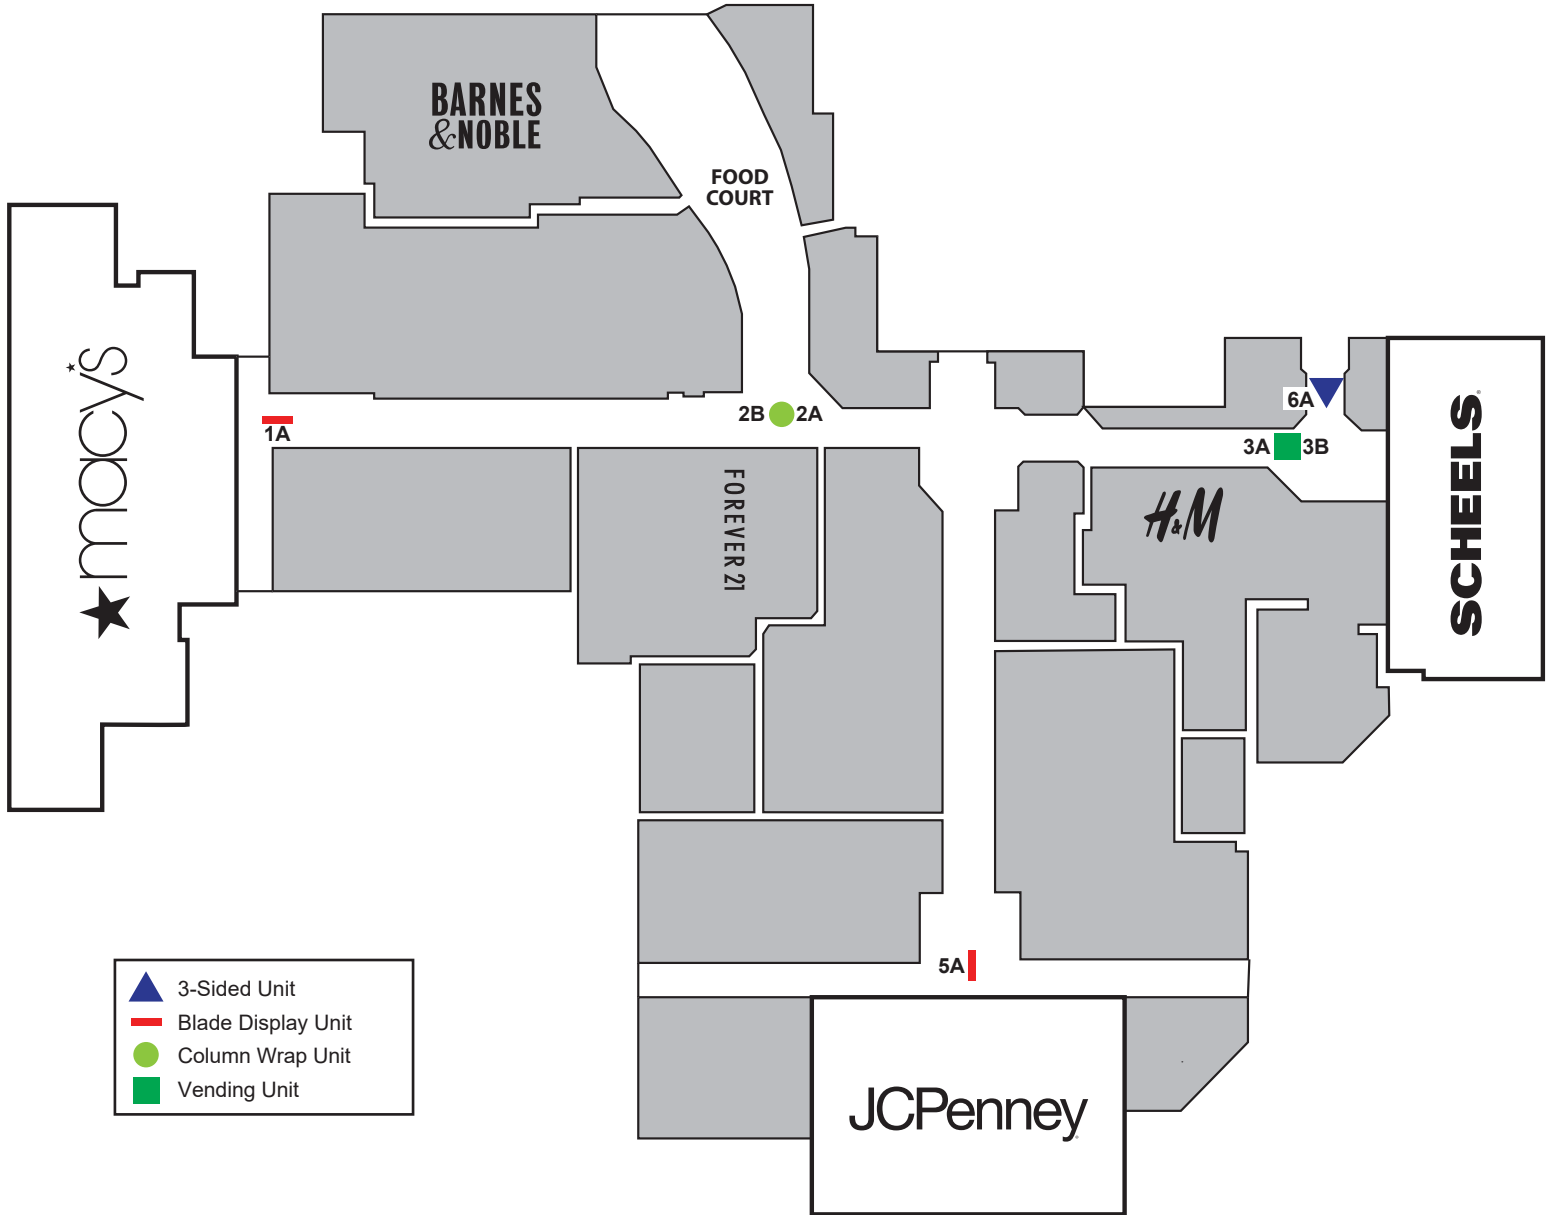 BARNES
&NOBLE
FOOD
COURT
★macy's
1A
2B
2A
6A
3A
3B
FOREVER 21
H&M
SCHEELS
5A
JCPenney
3-Sided Unit
Blade Display Unit
Column Wrap Unit
Vending Unit